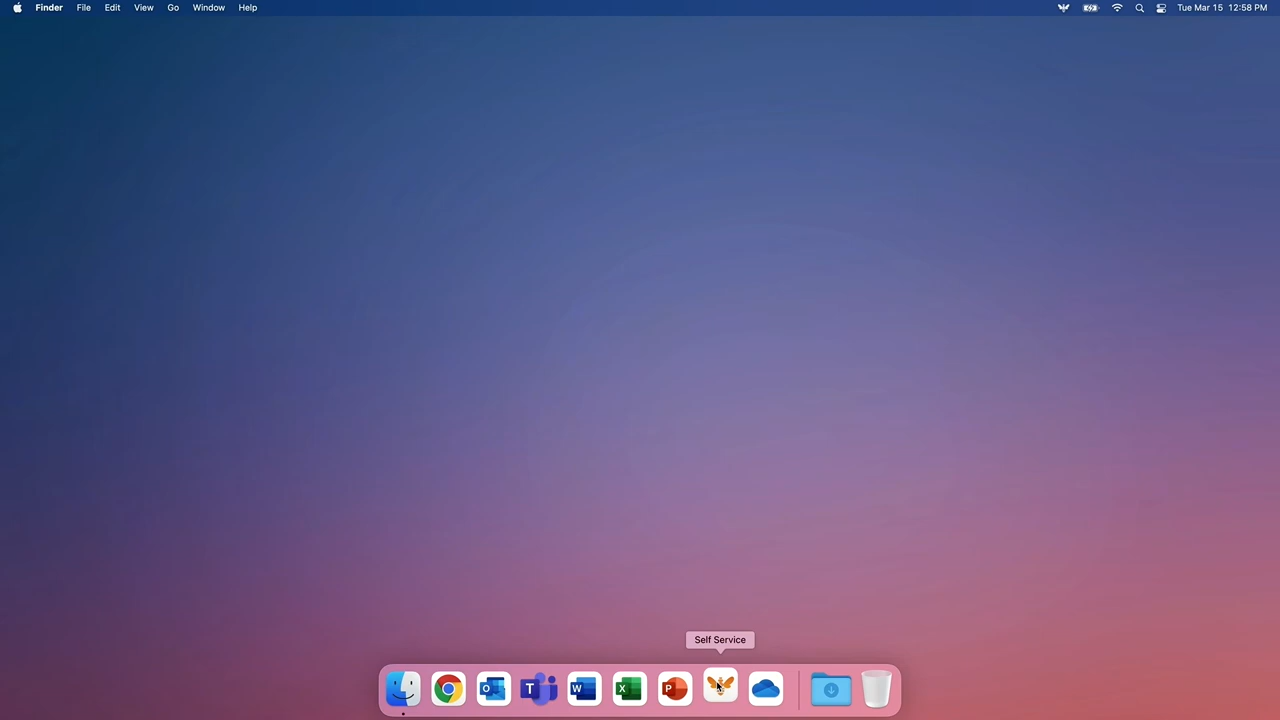 Finder File Edit View Go Window Help Tue Mar 15 12:58 PM
Self Service
O T W X P